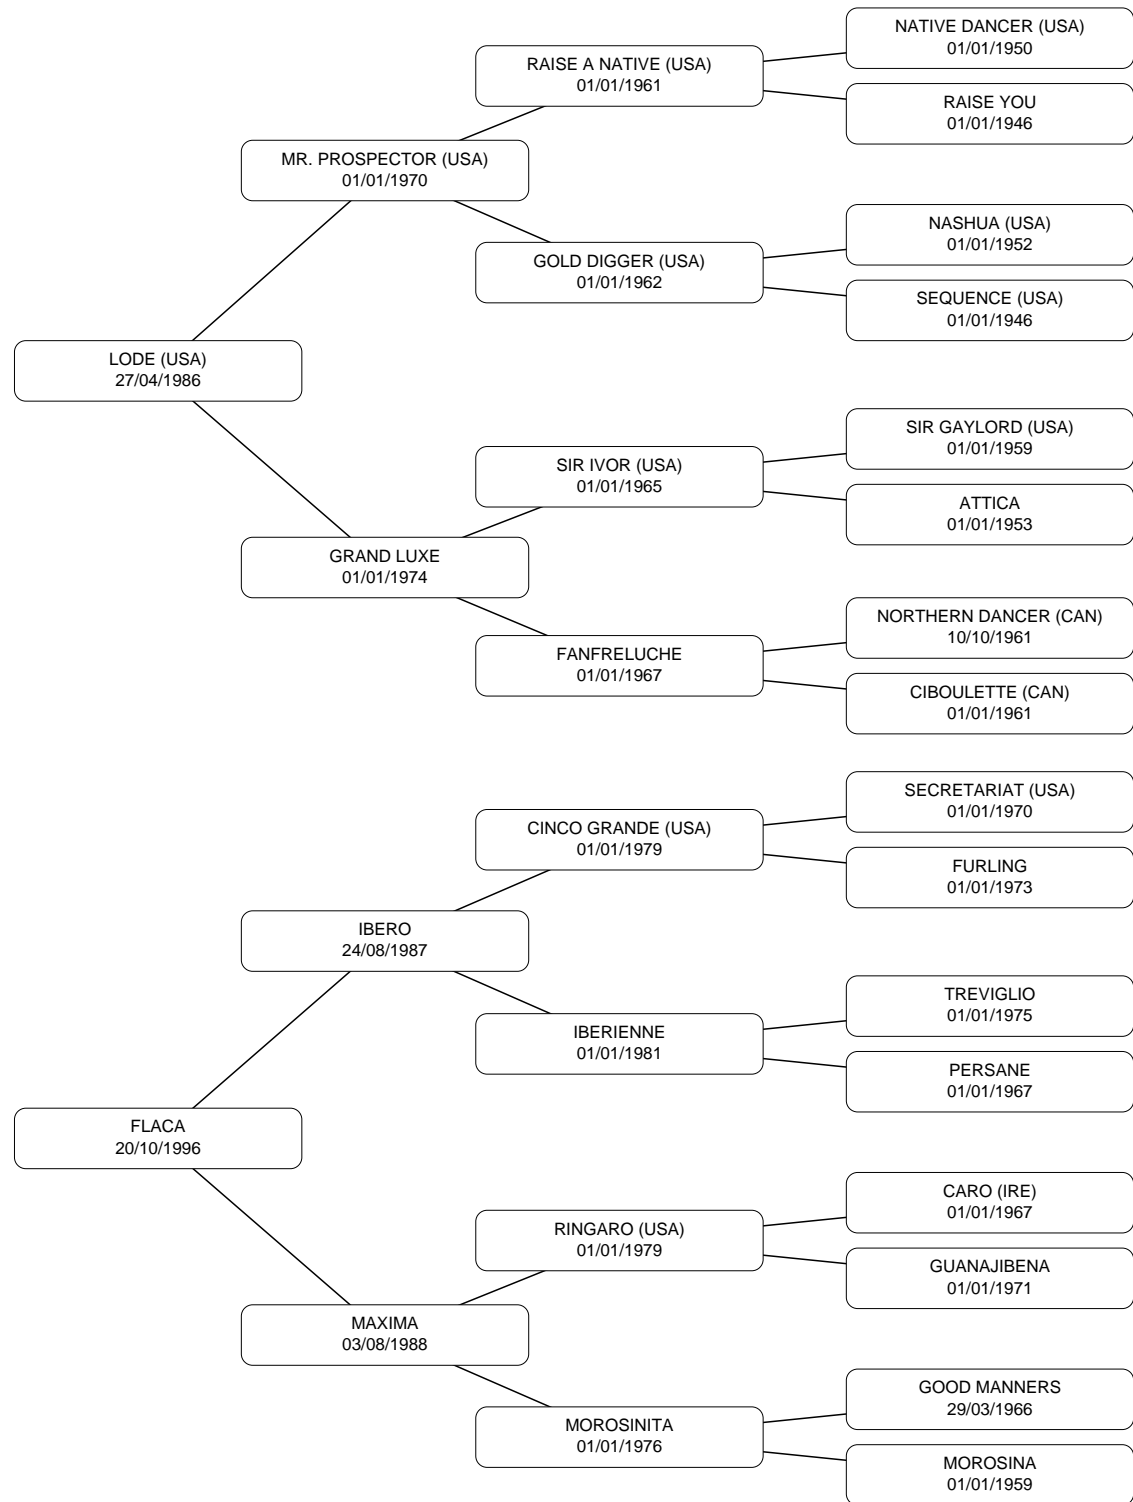 NATIVE DANCER (USA)
01/01/1950
RAISE A NATIVE (USA)
01/01/1961
RAISE YOU
01/01/1946
MR. PROSPECTOR (USA)
01/01/1970
NASHUA (USA)
01/01/1952
GOLD DIGGER (USA)
01/01/1962
SEQUENCE (USA)
01/01/1946
LODE (USA)
27/04/1986
SIR GAYLORD (USA)
01/01/1959
SIR IVOR (USA)
01/01/1965
ATTICA
01/01/1953
GRAND LUXE
01/01/1974
NORTHERN DANCER (CAN)
10/10/1961
FANFRELUCHE
01/01/1967
CIBOULETTE (CAN)
01/01/1961
SECRETARIAT (USA)
01/01/1970
CINCO GRANDE (USA)
01/01/1979
FURLING
01/01/1973
IBERO
24/08/1987
TREVIGLIO
01/01/1975
IBERIENNE
01/01/1981
PERSANE
01/01/1967
FLACA
20/10/1996
CARO (IRE)
01/01/1967
RINGARO (USA)
01/01/1979
GUANAJIBENA
01/01/1971
MAXIMA
03/08/1988
GOOD MANNERS
29/03/1966
MOROSINITA
01/01/1976
MOROSINA
01/01/1959